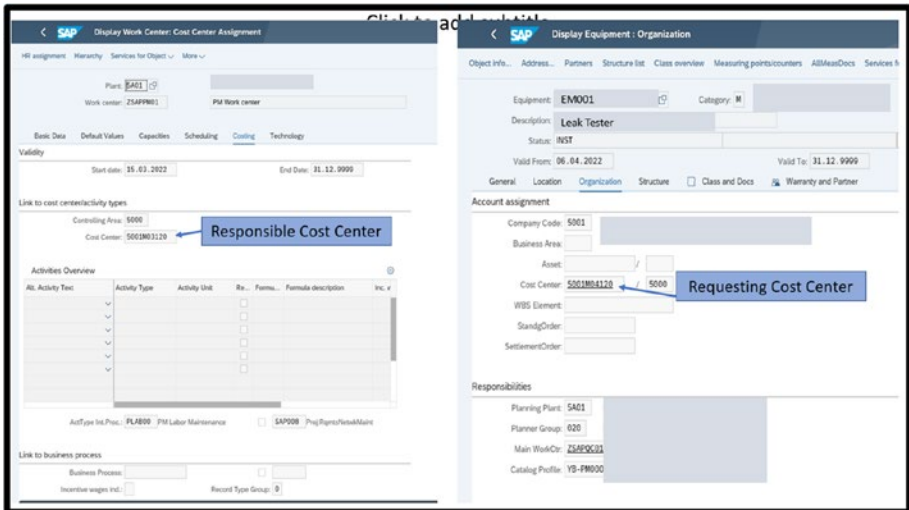 Click to add subtitle
SAP Display Work Center: Cost Center Assignment
HR assignment Hierarchy Services for Object More
Plant: SA01
Work center: ZSAPPM01 PM Work center
Basic Data Default Values Capacities Scheduling Costing Technology
Validity
Start date: 15.03.2022 End Date: 31.12.9999
Link to cost center/activity types
Controlling Area: 5000
Cost Center: 5001M03120
Responsible Cost Center
Activities Overview
Alt. Activity Text Activity Type Activity Unit Re... Formu... Formula description
ActType Int.Proc.: PLAB00 PM Labor Maintenance SAP008 Proj:RqmtsNetwkMaint
Link to business process
Business Process:
Incentive wages ind.: Record Type Group: 0
SAP Display Equipment : Organization
Object info... Address... Partners Structure list Class overview Measuring points/counters AllMeasDocs Services f
Equipment: EM001 Category: M
Description: Leak Tester
Status: INST
Valid From: 06.04.2022 Valid To: 31.12.9999
General Location Organization Structure Class and Docs Warranty and Partner
Account assignment
Company Code: 5001
Business Area:
Asset: /
Cost Center: 5001M04120 / 5000
Requesting Cost Center
WBS Element:
StandgOrder:
SettlementOrder:
Responsibilities
Planning Plant: SA01
Planner Group: 020
Main WorkCtr: ZSAPQC01
Catalog Profile: YB-PM000